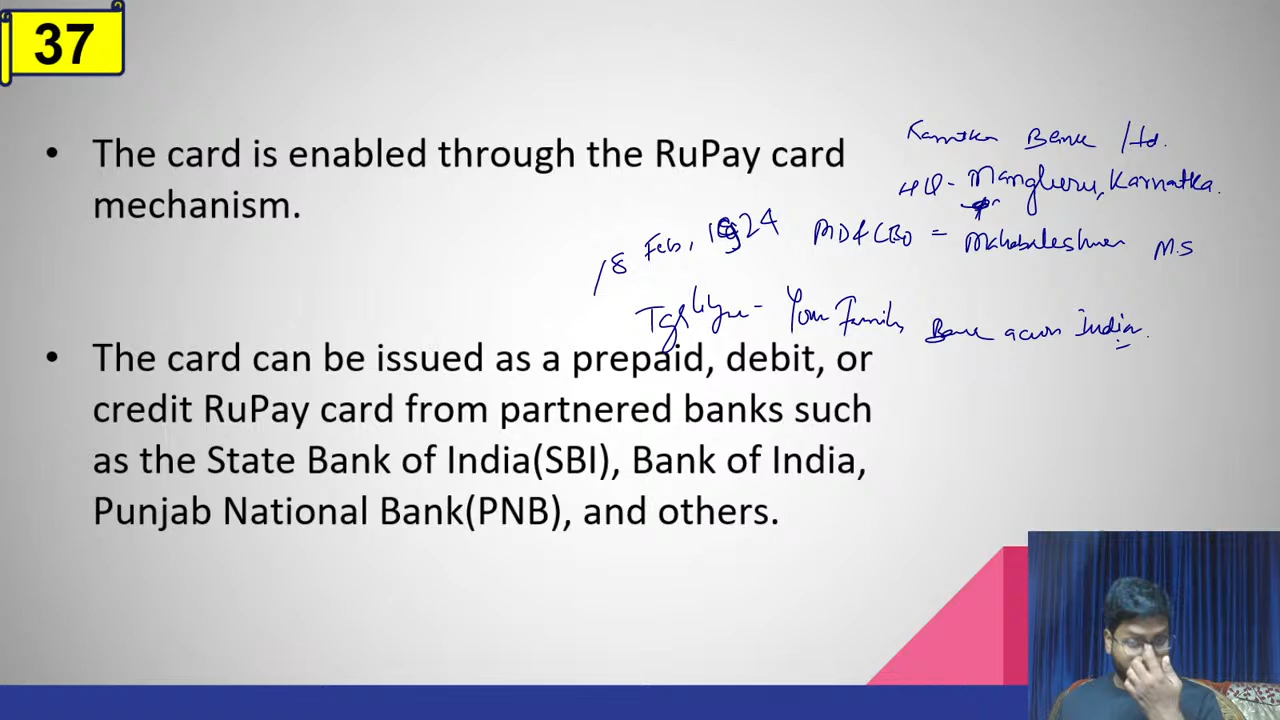 37
• The card is enabled through the RuPay card
mechanism.
Karnatka Bank Ltd.
HQ - Mangluru, Karnatka.
18 Feb, 1924
MD & CEO = Mahabaleshwar M.S
Tagline - Your Family Bank across India.
• The card can be issued as a prepaid, debit, or
credit RuPay card from partnered banks such
as the State Bank of India(SBI), Bank of India,
Punjab National Bank(PNB), and others.